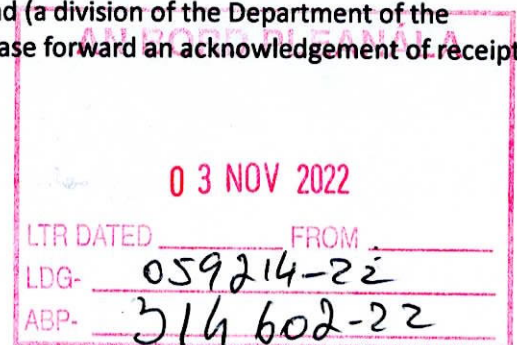 d (a division of the Department of the
ase forward an acknowledgement of receipt
AN BORD PLEANÁLA
03 NOV 2022
LTR DATED FROM
LDG- 059214-22
ABP- 314602-22